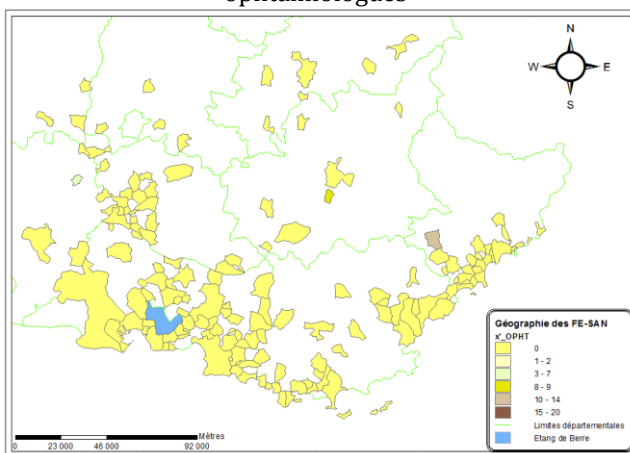 ophtalmologues
N
W E
S
Géographie des FE-SAN
x'_OPHT
0
1 - 2
3 - 7
8 - 9
10 - 14
15 - 20
Limites départementales
Etang de Berre
Mètres
0 23 000 46 000 92 000